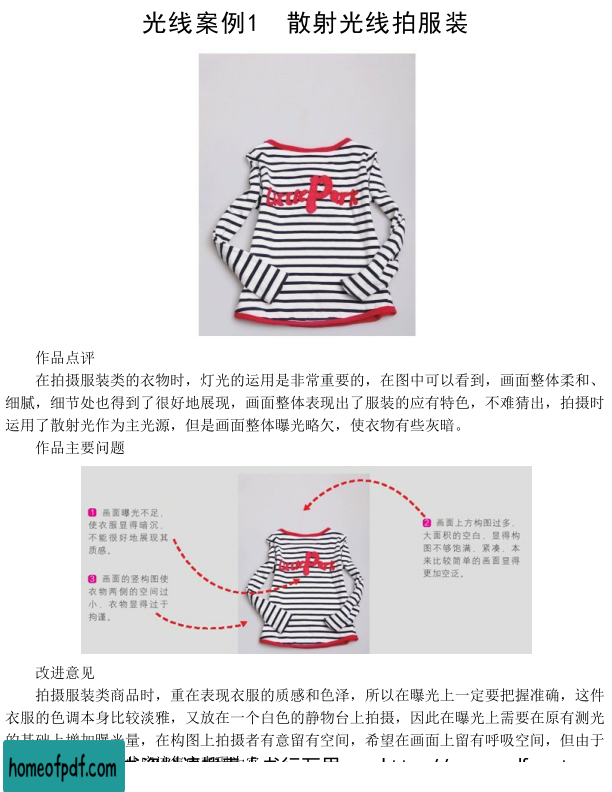 光线案例1 散射光线拍服装
Little Park
作品点评
在拍摄服装类的衣物时，灯光的运用是非常重要的，在图中可以看到，画面整体柔和、
细腻，细节处也得到了很好地展现，画面整体表现出了服装的应有特色，不难猜出，拍摄时
运用了散射光作为主光源，但是画面整体曝光略欠，使衣物有些灰暗。
作品主要问题
1 画面曝光不足，
使衣服显得暗沉，
不能很好地展现其
质感。
3 画面的竖构图使
衣物两侧的空间过
小，衣物显得过于
拘谨。
Little Park
2 画面上方构图过多，
大面积的空白，显得构
图不够饱满、紧凑，本
来比较简单的画面显得
更加空泛。
改进意见
拍摄服装类商品时，重在表现衣服的质感和色泽，所以在曝光上一定要把握准确，这件
衣服的色调本身比较淡雅，又放在一个白色的静物台上拍摄，因此在曝光上需要在原有测光
的基础上增加曝光量，在构图上拍摄者有意留有空间，希望在画面上留有呼吸空间，但由于
homeofpdf.com